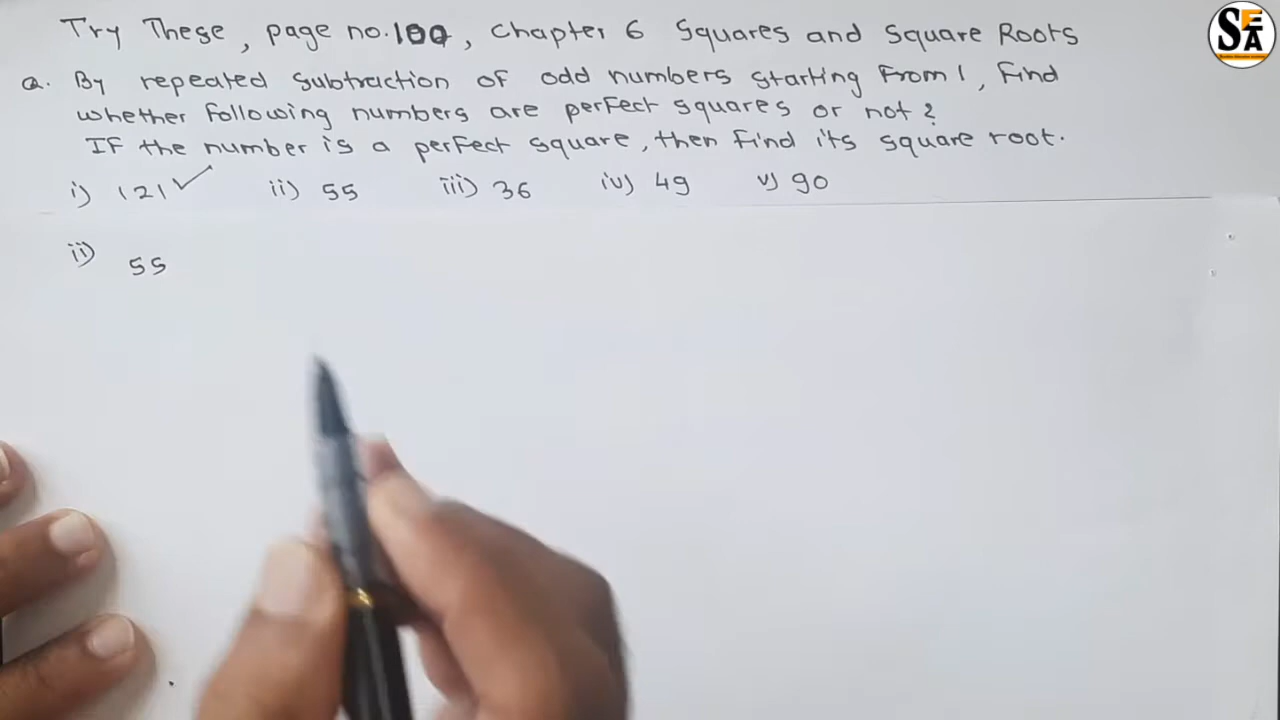 Try These, page no.100, Chapter 6 Squares and Square Roots
Q. By repeated subtraction of odd numbers starting from 1, Find
whether following numbers are perfect squares or not?
IF the number is a perfect square, then find its square root.
i) 121 ✓ ii) 55 iii) 36 iv) 49 v) 90
ii) 55
SEA